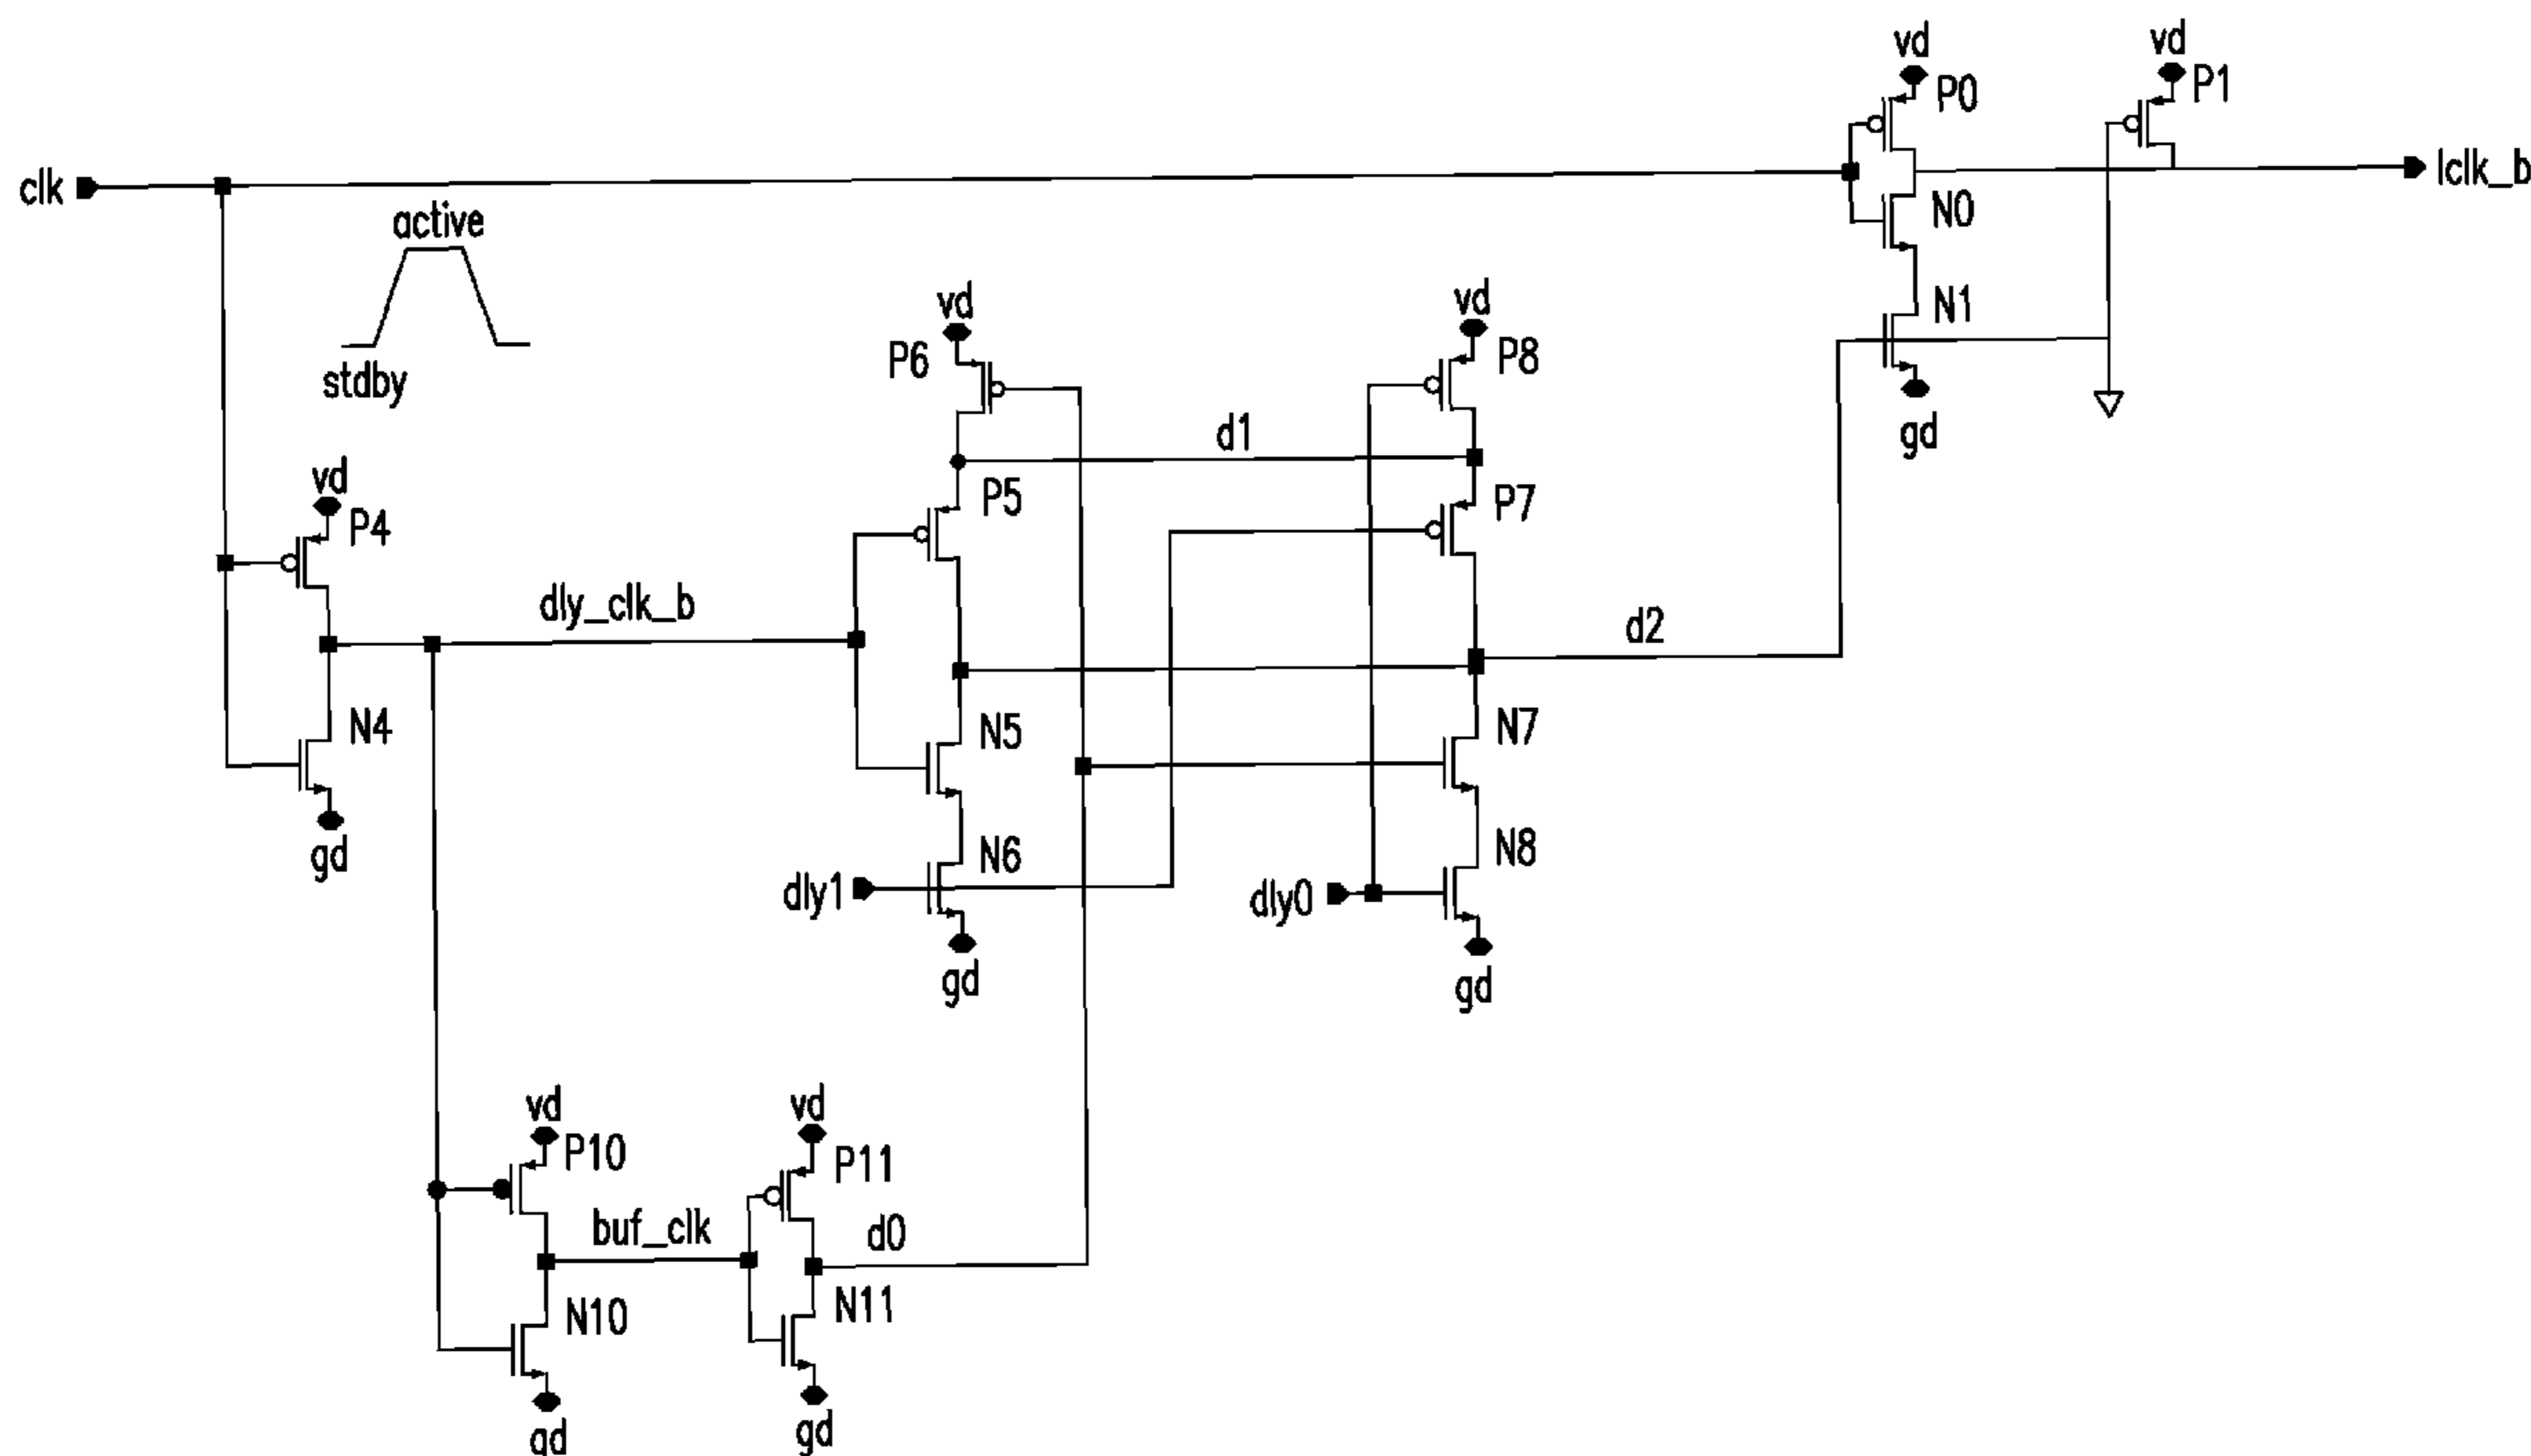 vd
P0
vd
P1
clk
lclk_b
active
N0
stdby
vd
P6
vd
P8
N1
gd
d1
vd
P4
P5
P7
dly_clk_b
d2
N4
N5
N7
gd
dly1
N6
dly0
N8
gd
gd
vd
P10
vd
P11
buf_clk
d0
N10
N11
gd
gd